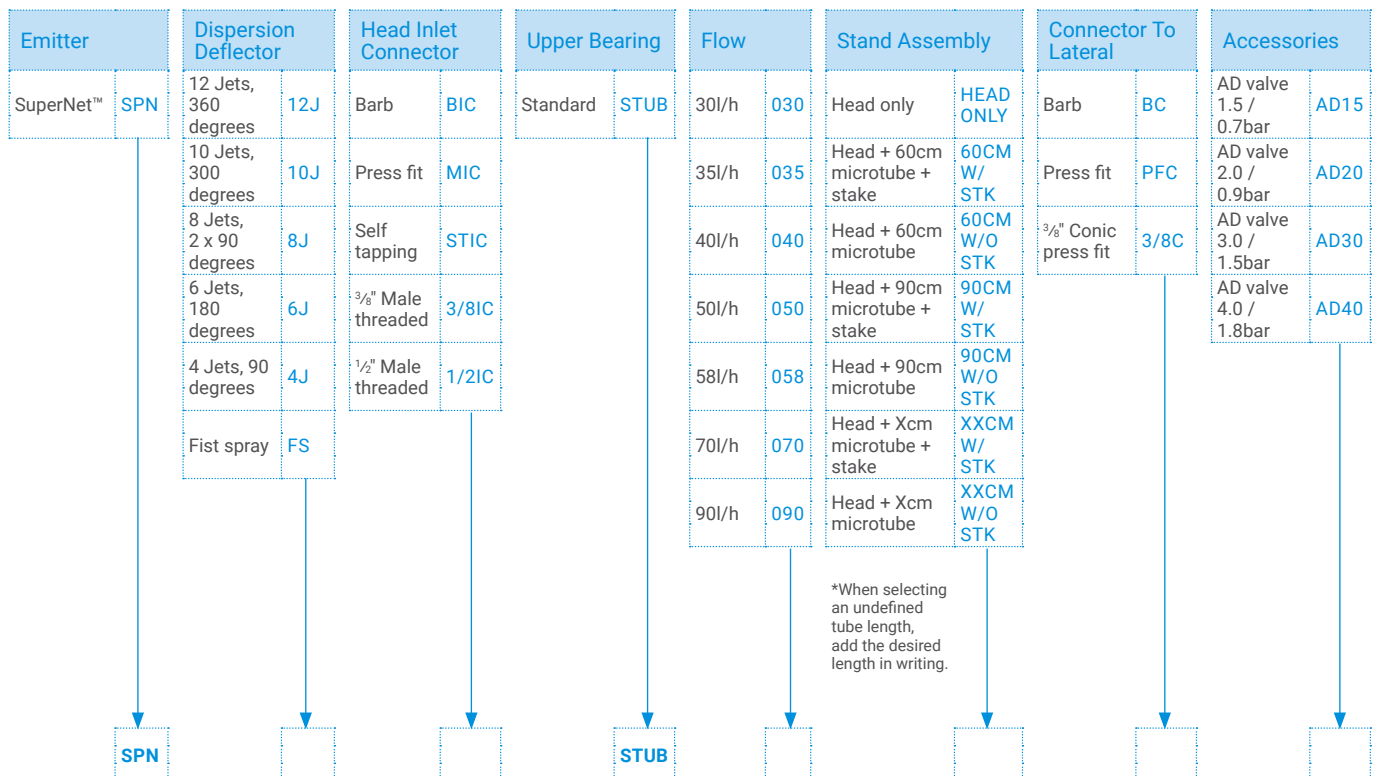 Emitter
Dispersion
Deflector
Head Inlet
Connector
Upper Bearing
Flow
Stand Assembly
Connector To
Lateral
Accessories
SuperNet™
SPN
12 Jets,
360
degrees
12J
10 Jets,
300
degrees
10J
8 Jets,
2 x 90
degrees
8J
6 Jets,
180
degrees
6J
4 Jets, 90
degrees
4J
Fist spray
FS
Barb
BIC
Press fit
MIC
Self
tapping
STIC
⅜" Male
threaded
3/8IC
½" Male
threaded
1/2IC
Standard
STUB
30l/h
030
35l/h
035
40l/h
040
50l/h
050
58l/h
058
70l/h
070
90l/h
090
Head only
HEAD
ONLY
Head + 60cm
microtube +
stake
60CM
W/
STK
Head + 60cm
microtube
60CM
W/O
STK
Head + 90cm
microtube +
stake
90CM
W/
STK
Head + 90cm
microtube
90CM
W/O
STK
Head + Xcm
microtube +
stake
XXCM
W/
STK
Head + Xcm
microtube
XXCM
W/O
STK
*When selecting
an undefined
tube length,
add the desired
length in writing.
Barb
BC
Press fit
PFC
⅜" Conic
press fit
3/8C
AD valve
1.5 /
0.7bar
AD15
AD valve
2.0 /
0.9bar
AD20
AD valve
3.0 /
1.5bar
AD30
AD valve
4.0 /
1.8bar
AD40
SPN
STUB